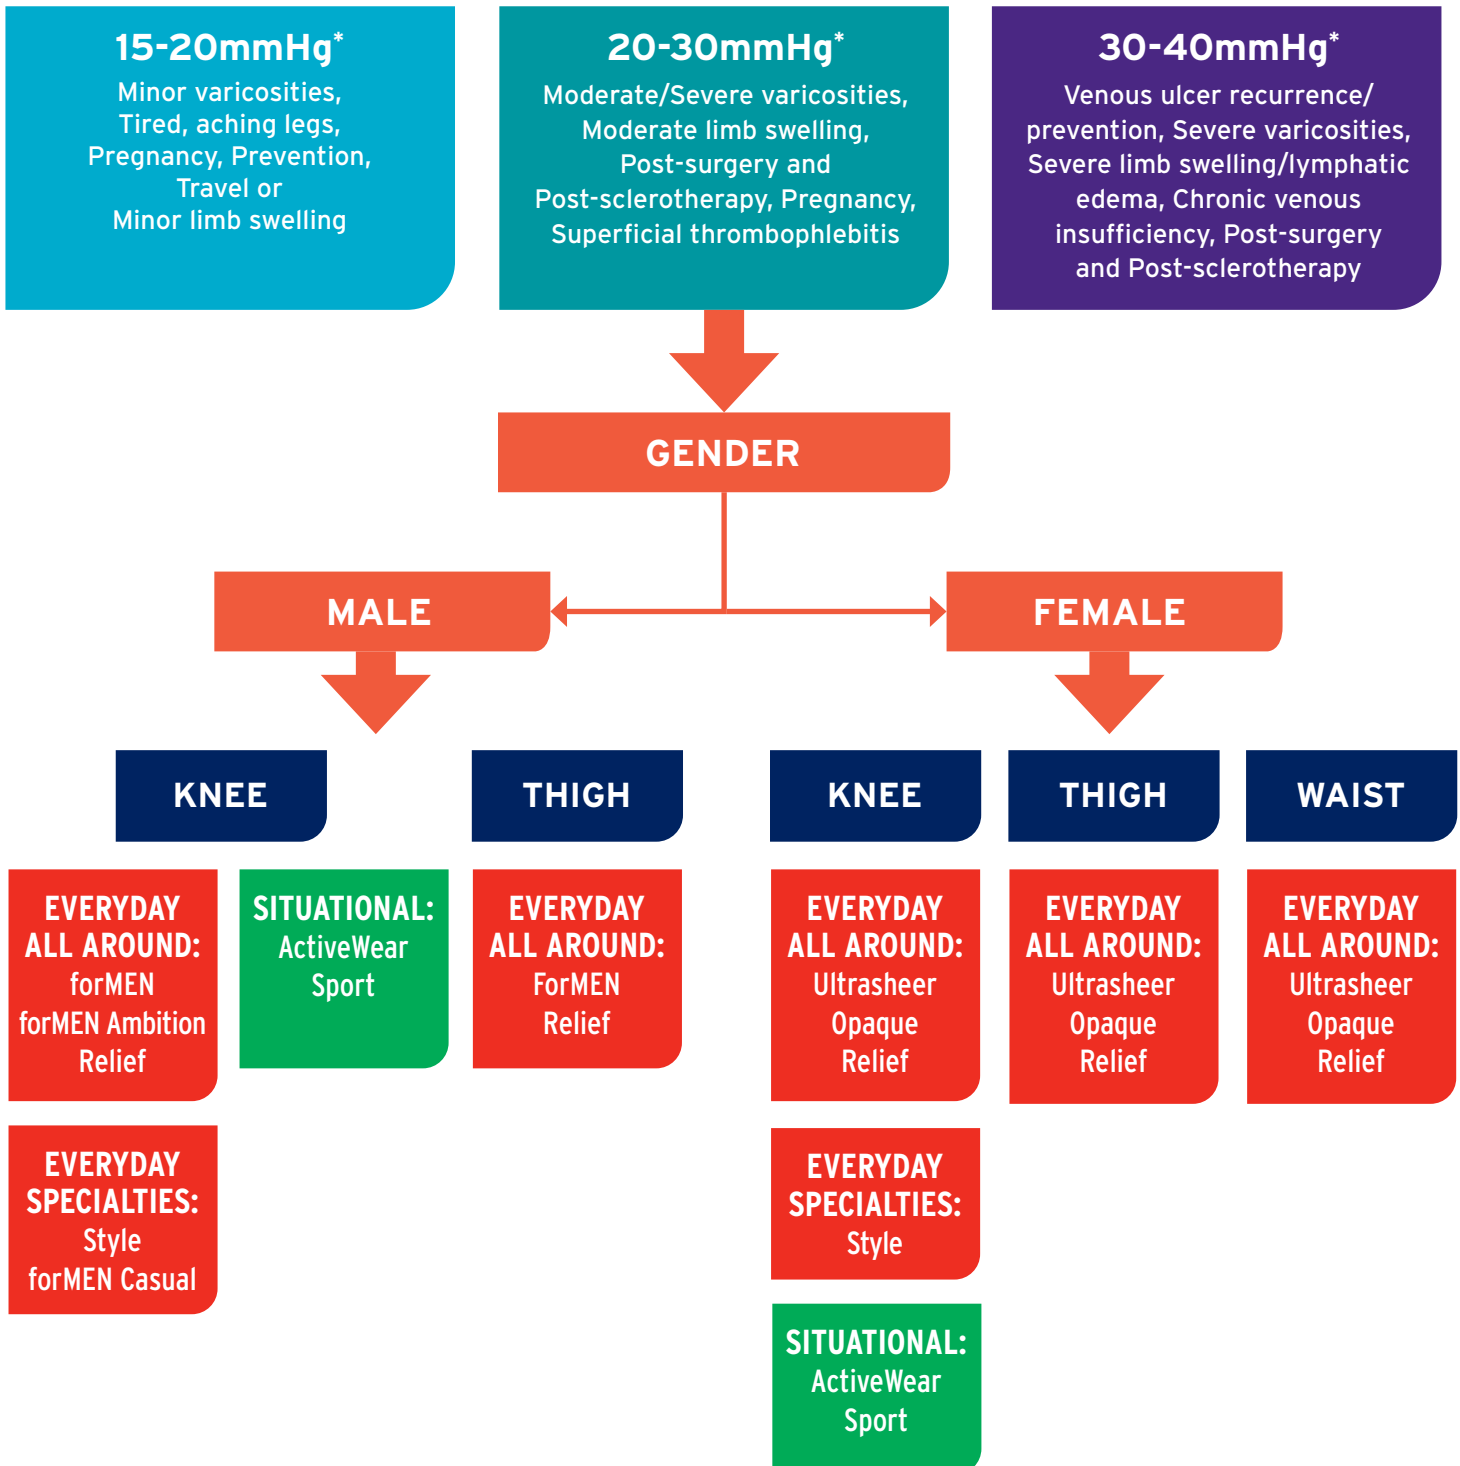 15-20mmHg*
Minor varicosities,
Tired, aching legs,
Pregnancy, Prevention,
Travel or
Minor limb swelling
20-30mmHg*
Moderate/Severe varicosities,
Moderate limb swelling,
Post-surgery and
Post-sclerotherapy, Pregnancy,
Superficial thrombophlebitis
30-40mmHg*
Venous ulcer recurrence/
prevention, Severe varicosities,
Severe limb swelling/lymphatic
edema, Chronic venous
insufficiency, Post-surgery
and Post-sclerotherapy
GENDER
MALE
FEMALE
KNEE
THIGH
KNEE
THIGH
WAIST
EVERYDAY
ALL AROUND:
forMEN
forMEN Ambition
Relief
SITUATIONAL:
ActiveWear
Sport
EVERYDAY
ALL AROUND:
ForMEN
Relief
EVERYDAY
ALL AROUND:
Ultrasheer
Opaque
Relief
EVERYDAY
ALL AROUND:
Ultrasheer
Opaque
Relief
EVERYDAY
ALL AROUND:
Ultrasheer
Opaque
Relief
EVERYDAY
SPECIALTIES:
Style
forMEN Casual
EVERYDAY
SPECIALTIES:
Style
SITUATIONAL:
ActiveWear
Sport